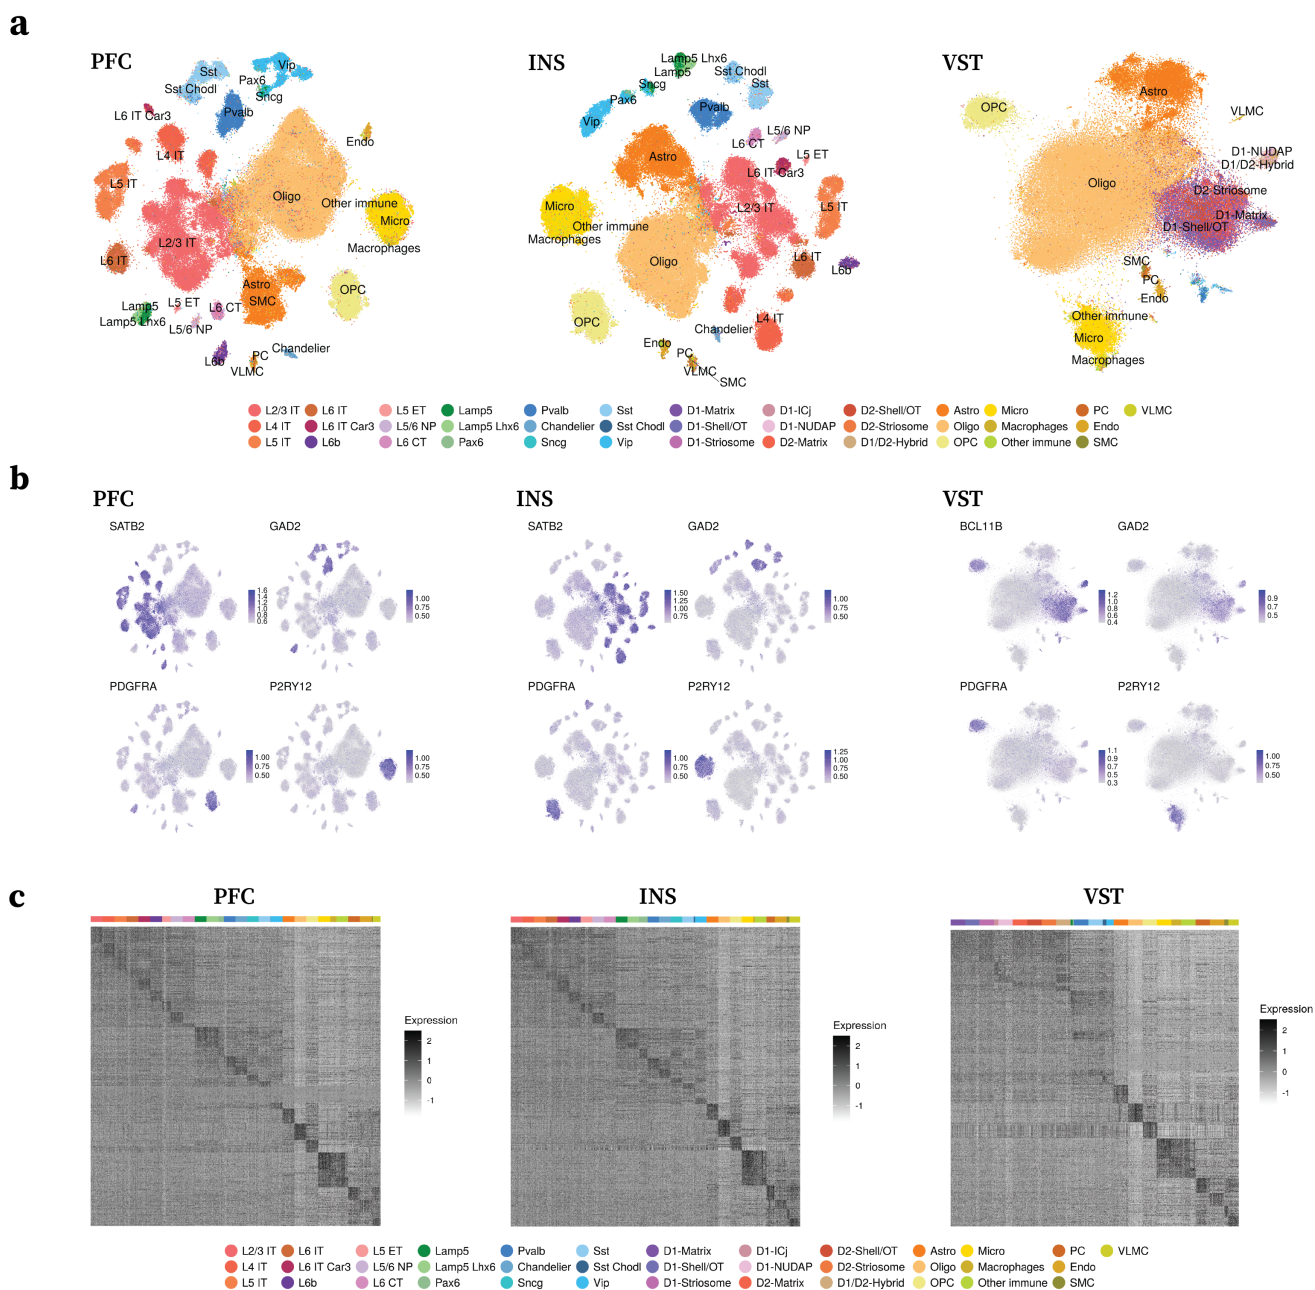 a
PFC
INS
VST
Sst
Vip
Pax6
Sst Chodl
Sncg
L6 IT Car3
Pvalb
L4 IT
Endo
L5 IT
Oligo
Other immune
Micro
L2/3 IT
Macrophages
L6 IT
Astro
SMC
OPC
Lamp5
L5 ET
L6 CT
Lamp5 Lhx6
L5/6 NP
L6b
PC
Chandelier
VLMC
Lamp5 Lhx6
Lamp5
Sst Chodl
Sncg
Sst
Pax6
Pvalb
Vip
L5/6 NP
L6 CT
Astro
L5 ET
L6 IT Car3
Micro
L2/3 IT
L5 IT
Other immune
Macrophages
Oligo
L6 IT
L6b
OPC
L4 IT
Chandelier
Endo
PC
VLMC
SMC
Astro
OPC
VLMC
D1-NUDAP
D1/D2-Hybrid
Oligo
D2-Striosome
D1-Matrix
D1-Shell/OT
SMC
PC
Endo
Other immune
Micro
Macrophages
L2/3 IT L6 IT L5 ET Lamp5 Pvalb Sst D1-Matrix D1-ICj D2-Shell/OT Astro Micro PC VLMC
L4 IT L6 IT Car3 L5/6 NP Lamp5 Lhx6 Chandelier Sst Chodl D1-Shell/OT D1-NUDAP D2-Striosome Oligo Macrophages Endo
L5 IT L6b L6 CT Pax6 Sncg Vip D1-Striosome D2-Matrix D1/D2-Hybrid OPC Other immune SMC
b
PFC
INS
VST
SATB2
GAD2
SATB2
GAD2
BCL11B
GAD2
1.6
1.4
1.2
1.0
0.8
0.6
1.00
0.75
1.50
1.25
1.00
0.75
1.00
0.75
1.2
1.0
0.8
0.6
0.4
0.9
0.7
0.5
PDGFRA
P2RY12
PDGFRA
P2RY12
PDGFRA
P2RY12
1.00
0.75
0.50
1.00
0.75
0.50
1.00
0.75
0.50
1.25
1.00
0.75
0.50
1.1
0.9
0.7
0.5
0.3
1.00
0.75
0.50
c
PFC
INS
VST
Expression
2
1
0
-1
Expression
2
1
0
-1
Expression
2
1
0
-1
L2/3 IT L6 IT L5 ET Lamp5 Pvalb Sst D1-Matrix D1-ICj D2-Shell/OT Astro Micro PC VLMC
L4 IT L6 IT Car3 L5/6 NP Lamp5 Lhx6 Chandelier Sst Chodl D1-Shell/OT D1-NUDAP D2-Striosome Oligo Macrophages Endo
L5 IT L6b L6 CT Pax6 Sncg Vip D1-Striosome D2-Matrix D1/D2-Hybrid OPC Other immune SMC